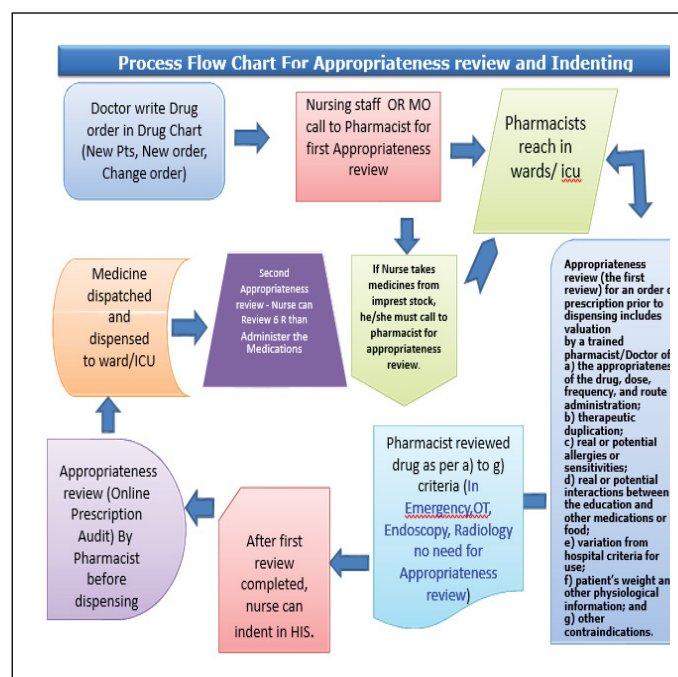 Process Flow Chart For Appropriateness review and Indenting
Doctor write Drug
order in Drug Chart
(New Pts, New order,
Change order)
Nursing staff OR MO
call to Pharmacist for
first Appropriateness
review
Pharmacists
reach in
wards/ icu
Medicine
dispatched
and
dispensed
to ward/ICU
Second
Appropriateness
review - Nurse can
Review 6 R than
Administer the
Medications
If Nurse takes
medicines from
imprest stock,
he/she must call to
pharmacist for
appropriateness
review.
Appropriateness
review (the first
review) for an order o
prescription prior to
dispensing includes
valuation
by a trained
pharmacist/Doctor of
a) the appropriatenes
of the drug, dose,
frequency, and route
administration;
b) therapeutic
duplication;
c) real or potential
allergies or
sensitivities;
d) real or potential
interactions between
the education and
other medications or
food;
e) variation from
hospital criteria for
use;
f) patient's weight an
other physiological
information; and
g) other
contraindications.
Pharmacist reviewed
drug as per a) to g)
criteria (In
Emergency,OT,
Endoscopy, Radiology
no need for
Appropriateness
review)
After first
review
completed,
nurse can
indent in HIS.
Appropriateness
review (Online
Prescription
Audit) By
Pharmacist
before
dispensing